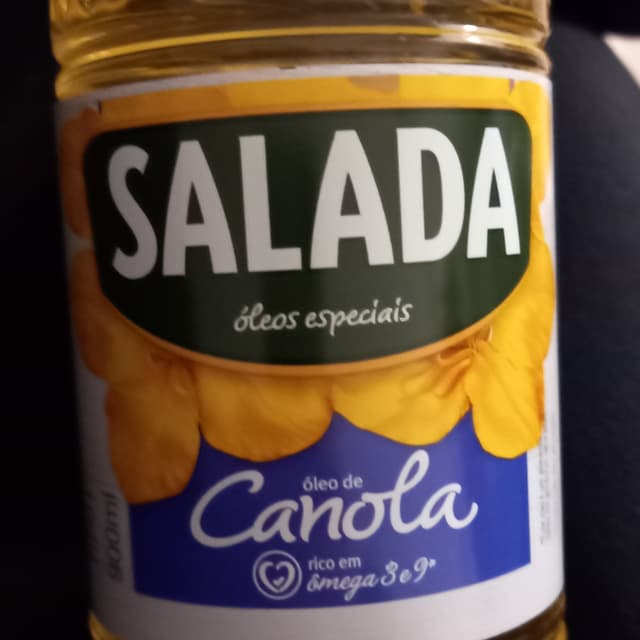 SALADA
óleos especiais
óleo de
Canola
rico em
ômega 3 e 9*
900ml